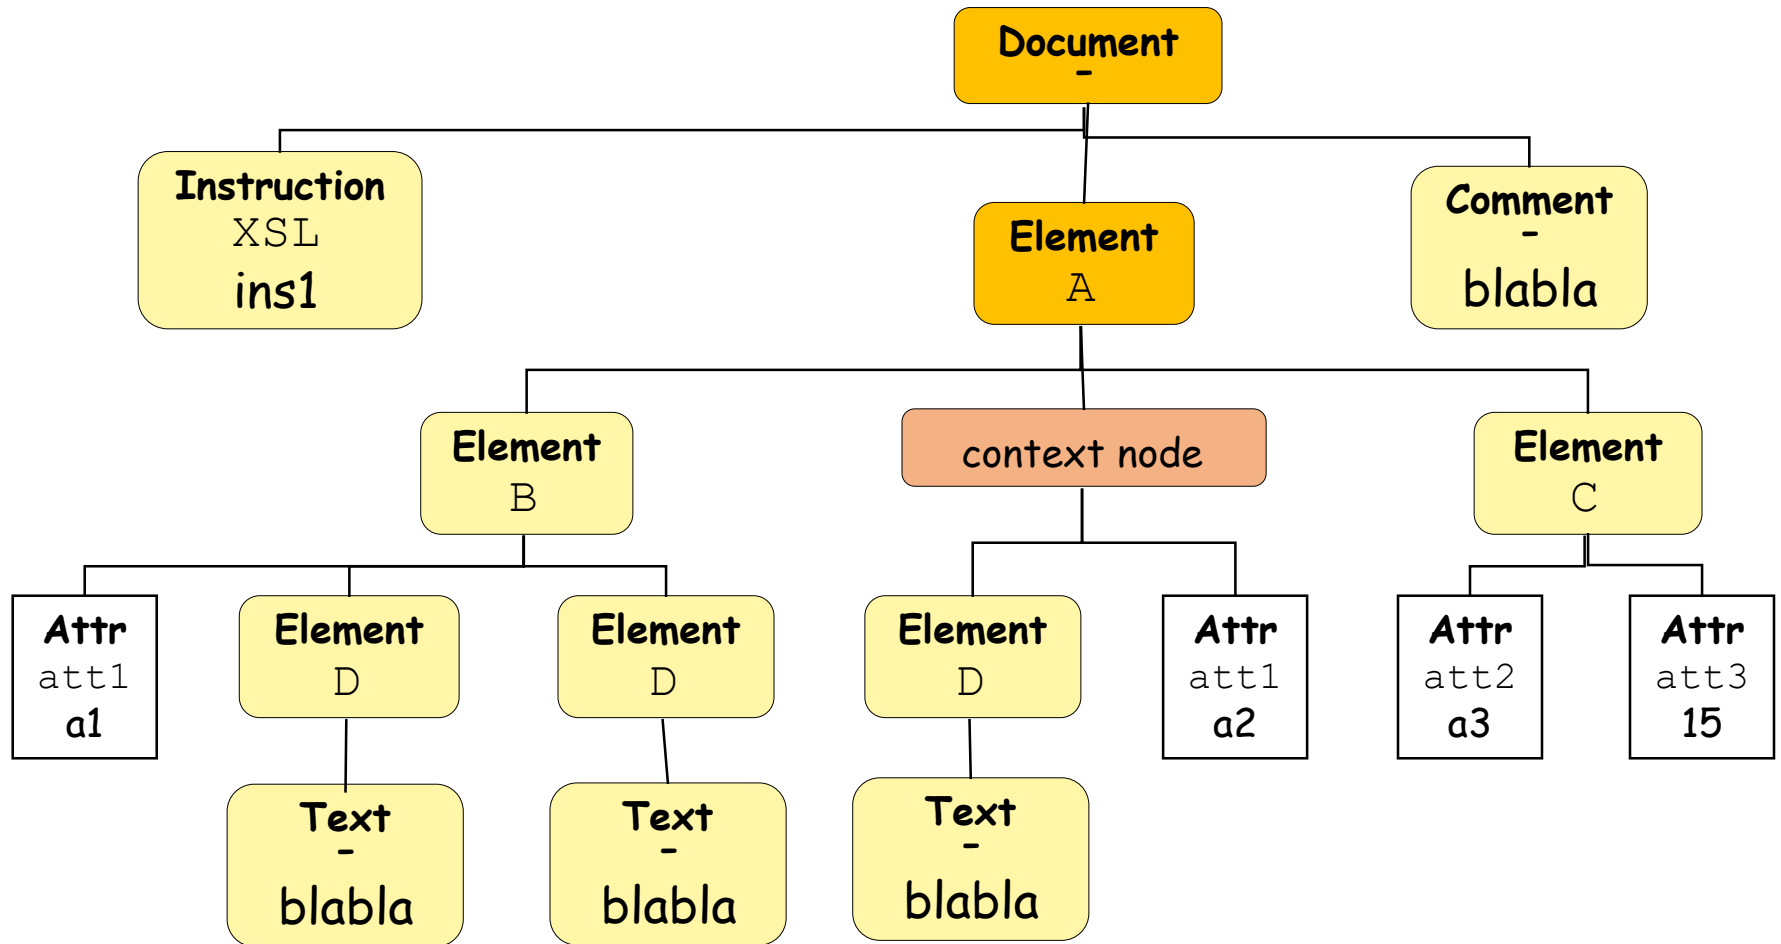 Document
-
Instruction
XSL
ins1
Element
A
Comment
-
blabla
Element
B
context node
Element
C
Attr
att1
a1
Element
D
Element
D
Element
D
Attr
att1
a2
Attr
att2
a3
Attr
att3
15
Text
-
blabla
Text
-
blabla
Text
-
blabla